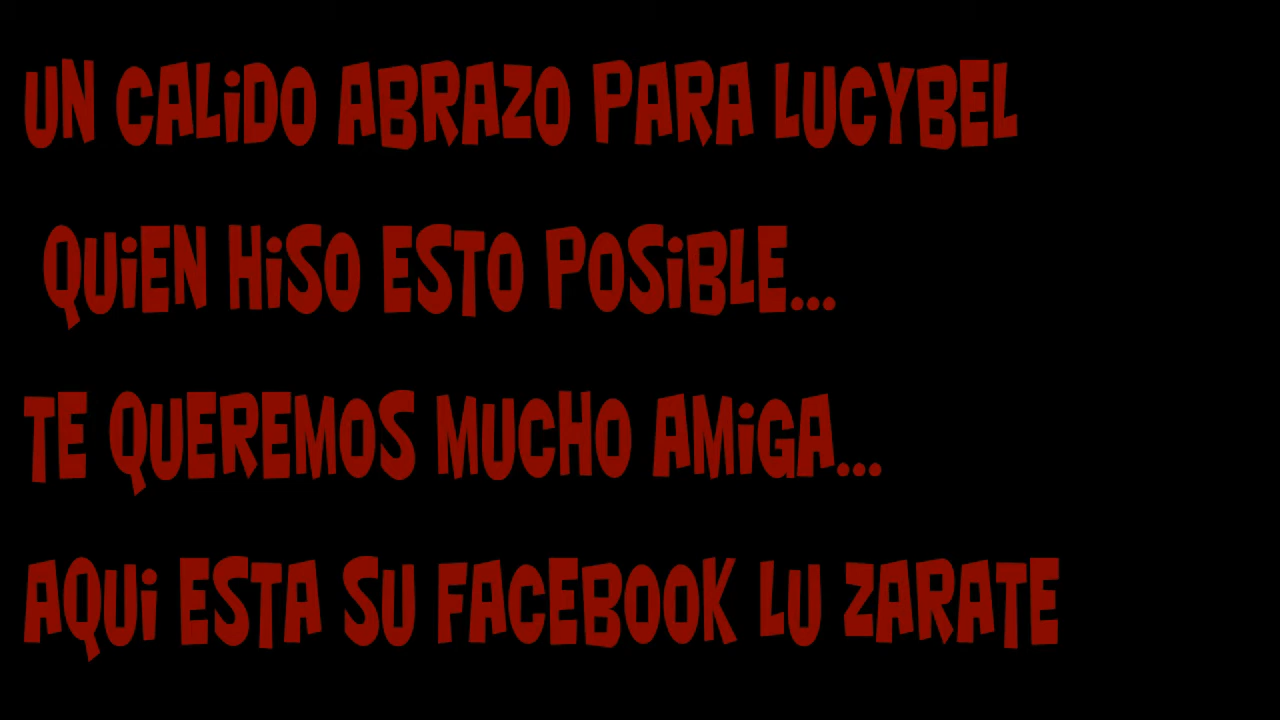 UN CALiDO ABRAZO PARA LUCYBEL
QUiEN HiSO ESTO POSiBLE...
TE QUEREMOS MUCHO AMiGA...
AQUi ESTA SU FACEBOOK LU ZARATE